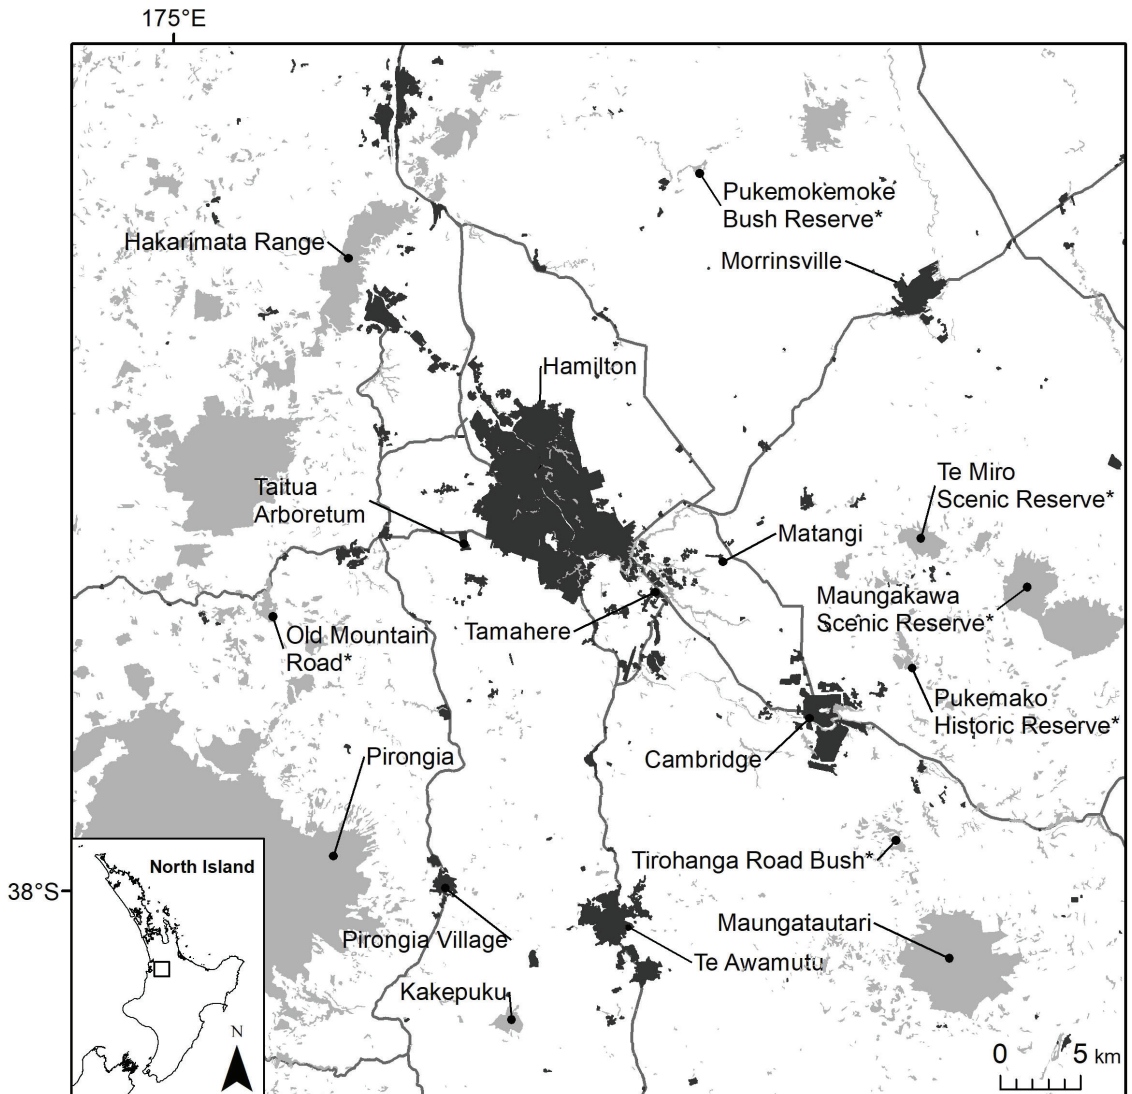 175°E
Pukemokemoke
Bush Reserve*
Hakarimata Range
Morrinsville
Hamilton
Te Miro
Scenic Reserve*
Taitua
Arboretum
Matangi
Maungakawa
Scenic Reserve*
Tamahere
Old Mountain
Road*
Pukemako
Historic Reserve*
Pirongia
Cambridge
North Island
Tirohanga Road Bush*
38°S
Maungatautari
Pirongia Village
Te Awamutu
Kakepuku
N
0 5 km